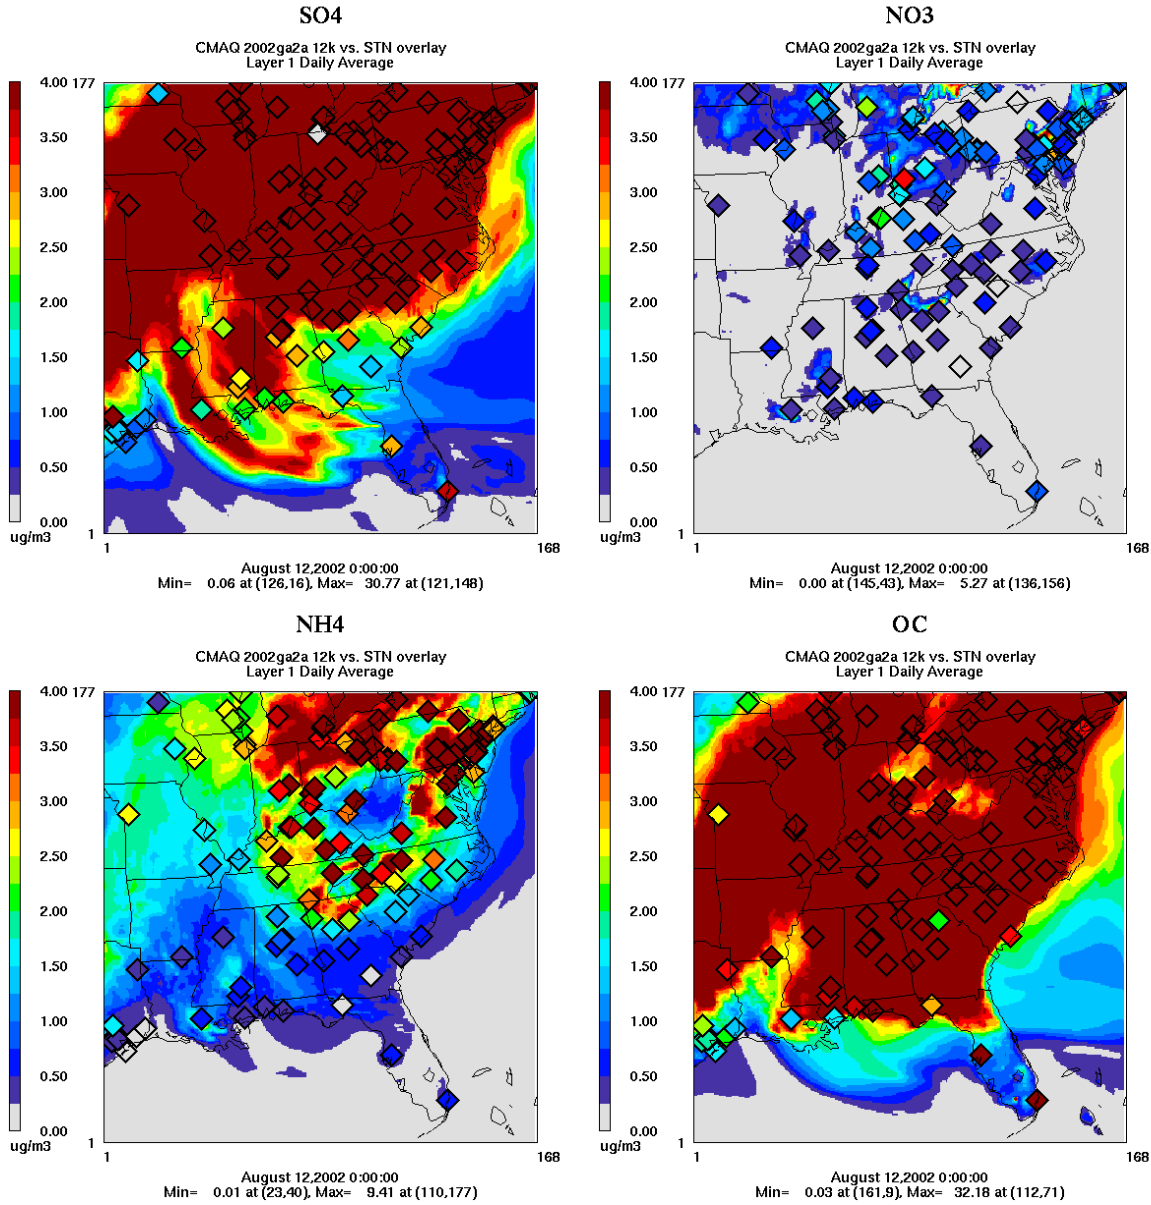 SO4
CMAQ 2002ga2a 12k vs. STN overlay
Layer 1 Daily Average
4.00 177
3.50
3.00
2.50
2.00
1.50
1.00
0.50
0.00
ug/m3
1
1 168
August 12,2002 0:00:00
Min= 0.06 at (126,16), Max= 30.77 at (121,148)
NO3
CMAQ 2002ga2a 12k vs. STN overlay
Layer 1 Daily Average
4.00 177
3.50
3.00
2.50
2.00
1.50
1.00
0.50
0.00
ug/m3
1
1 168
August 12,2002 0:00:00
Min= 0.00 at (145,43), Max= 5.27 at (136,156)
NH4
CMAQ 2002ga2a 12k vs. STN overlay
Layer 1 Daily Average
4.00 177
3.50
3.00
2.50
2.00
1.50
1.00
0.50
0.00
ug/m3
1
1 168
August 12,2002 0:00:00
Min= 0.01 at (23,40), Max= 9.41 at (110,177)
OC
CMAQ 2002ga2a 12k vs. STN overlay
Layer 1 Daily Average
4.00 177
3.50
3.00
2.50
2.00
1.50
1.00
0.50
0.00
ug/m3
1
1 168
August 12,2002 0:00:00
Min= 0.03 at (161,9), Max= 32.18 at (112,71)